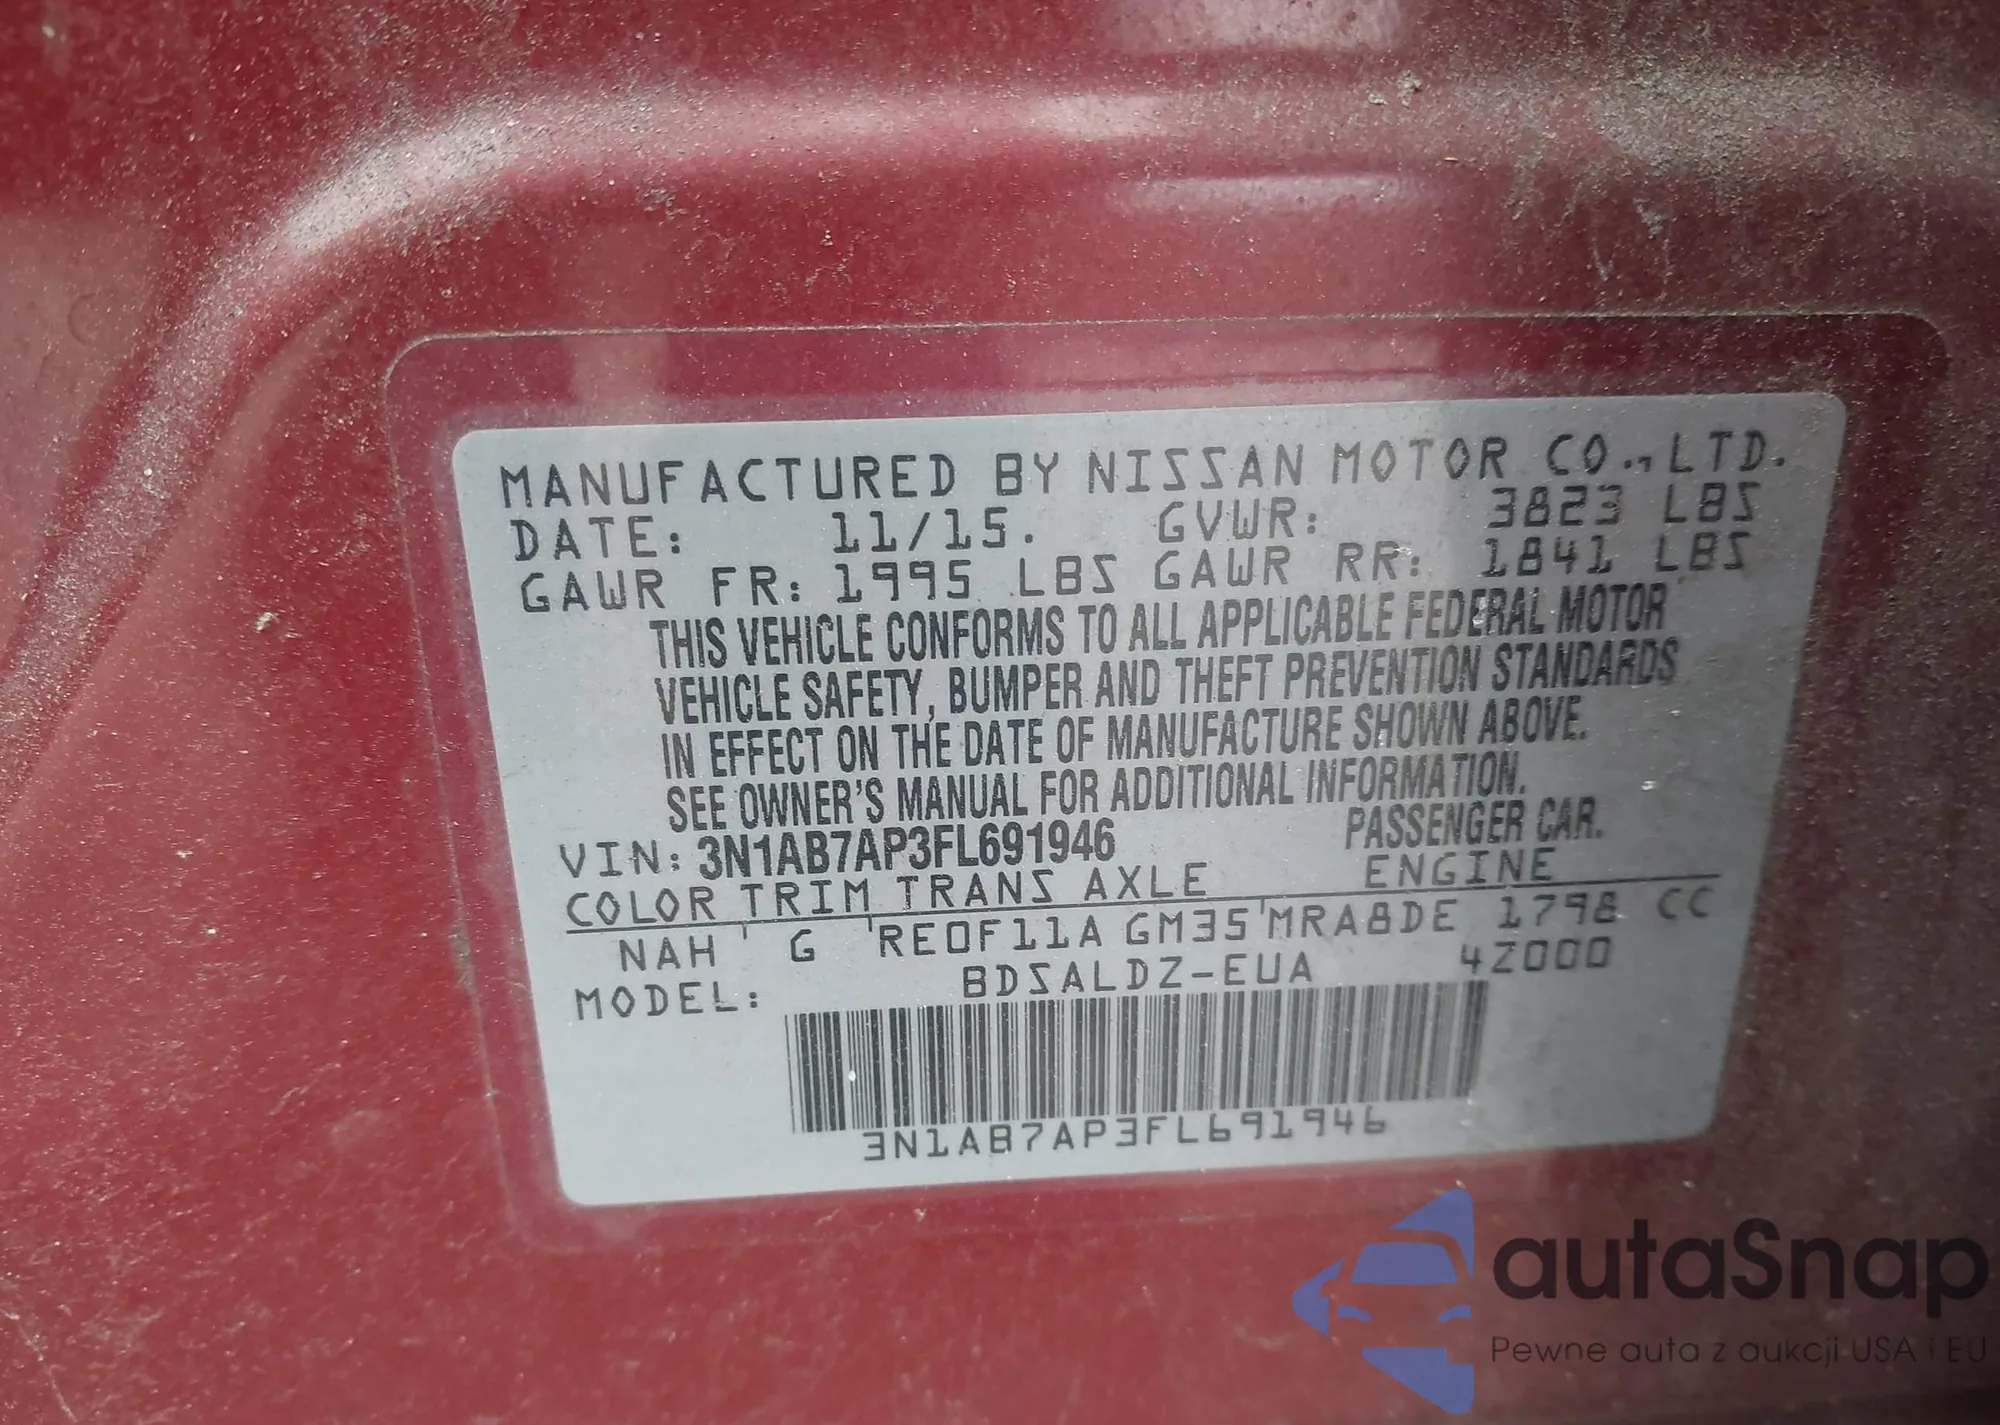 MANUFACTURED BY NISSAN MOTOR CO., LTD.
DATE: 11/15. GVWR: 3823 LBS
GAWR FR: 1995 LBS GAWR RR: 1841 LBS
THIS VEHICLE CONFORMS TO ALL APPLICABLE FEDERAL MOTOR
VEHICLE SAFETY, BUMPER AND THEFT PREVENTION STANDARDS
IN EFFECT ON THE DATE OF MANUFACTURE SHOWN ABOVE.
SEE OWNER'S MANUAL FOR ADDITIONAL INFORMATION.
VIN: 3N1AB7AP3FL691946 PASSENGER CAR.
COLOR TRIM TRANS AXLE ENGINE
NAH G RE0F11A GM35 MRA8DE 1798 CC
MODEL: BDSALDZ-EUA 4Z000
3N1AB7AP3FL691946
autaSnap
Pewne auta z aukcji USA i EU